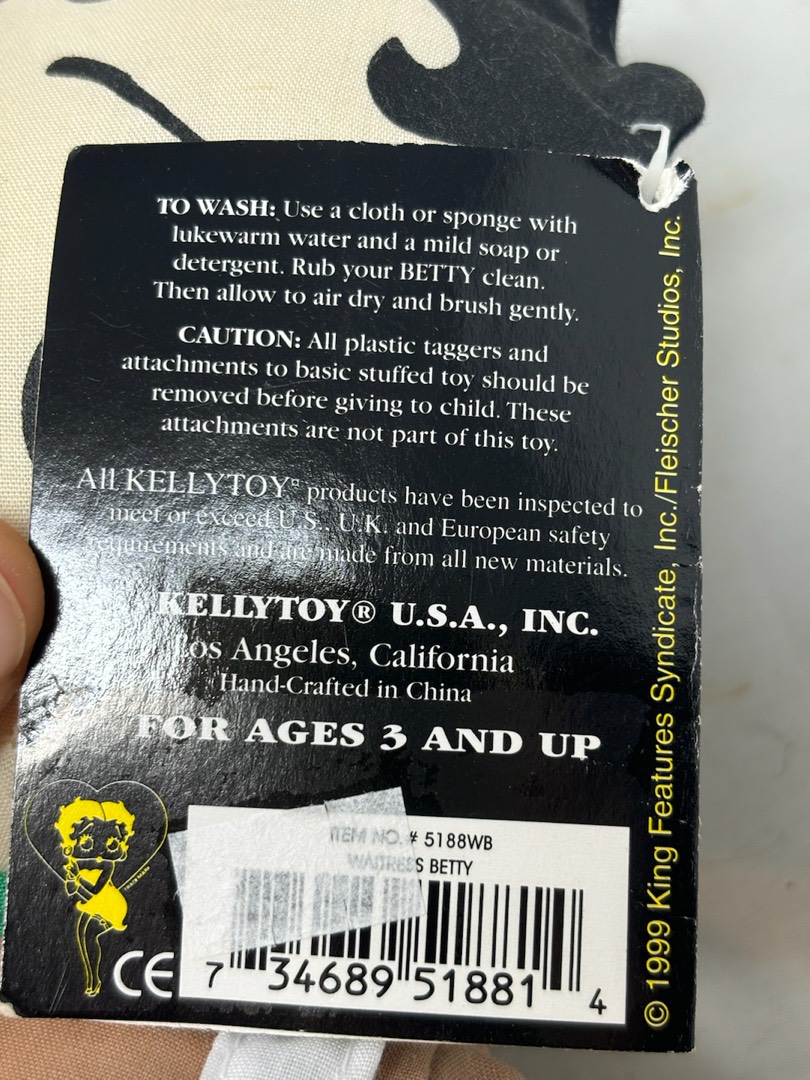 TO WASH: Use a cloth or sponge with
lukewarm water and a mild soap or
detergent. Rub your BETTY clean.
Then allow to air dry and brush gently.
CAUTION: All plastic taggers and
attachments to basic stuffed toy should be
removed before giving to child. These
attachments are not part of this toy.
All KELLYTOY¤ products have been inspected to
meet or exceed U.S., U.K. and European safety
requirements and are made from all new materials.
KELLYTOY® U.S.A., INC.
Los Angeles, California
Hand-Crafted in China
FOR AGES 3 AND UP
ITEM NO. # 5188WB
WAITRESS BETTY
CE
7 34689 51881 4
© 1999 King Features Syndicate, Inc./Fleischer Studios, Inc.